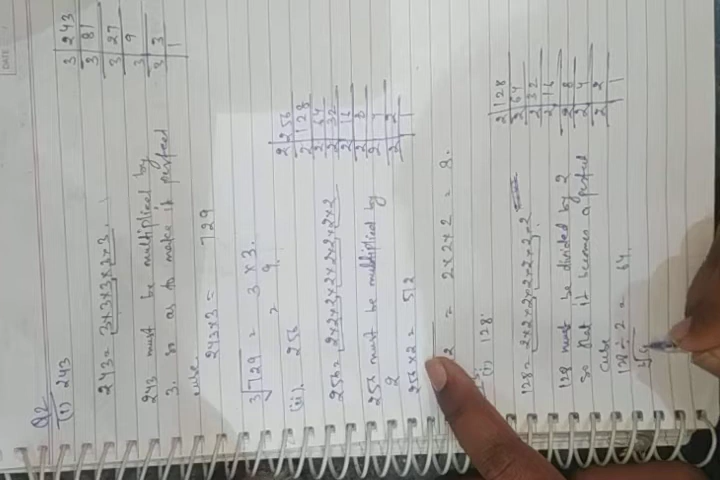 DATE
Q2
(i) 243
3 | 243
3 | 81
3 | 27
3 | 9
3 | 3
1
243 = 3×3×3×3×3.
243 must be multiplied by
3. so as to make it perfect
cube.
243×3 = 729
3√729 = 3×3.
= 9.
(ii). 256
2 | 256
2 | 128
2 | 64
2 | 32
2 | 16
2 | 8
2 | 4
2 | 2
1
256 = 2×2×2×2×2×2×2×2
256 must be multiplied by
2
256×2 = 512
2 = 2×2×2 = 8.
(i) 128
2 | 128
2 | 64
2 | 32
2 | 16
2 | 8
2 | 4
2 | 2
1
128 = 2×2×2×2×2×2×2
128 must be divided by 2
so that it becomes a perfect
cube
128 ÷ 2 = 64.